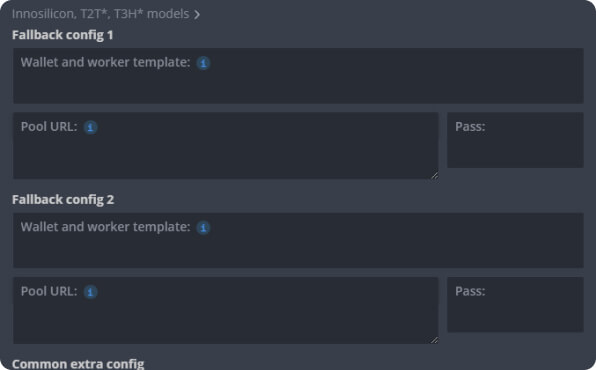 Innosilicon, T2T*, T3H* models >
Fallback config 1
Wallet and worker template: i
Pool URL: i
Pass:
Fallback config 2
Wallet and worker template: i
Pool URL: i
Pass:
Common extra config